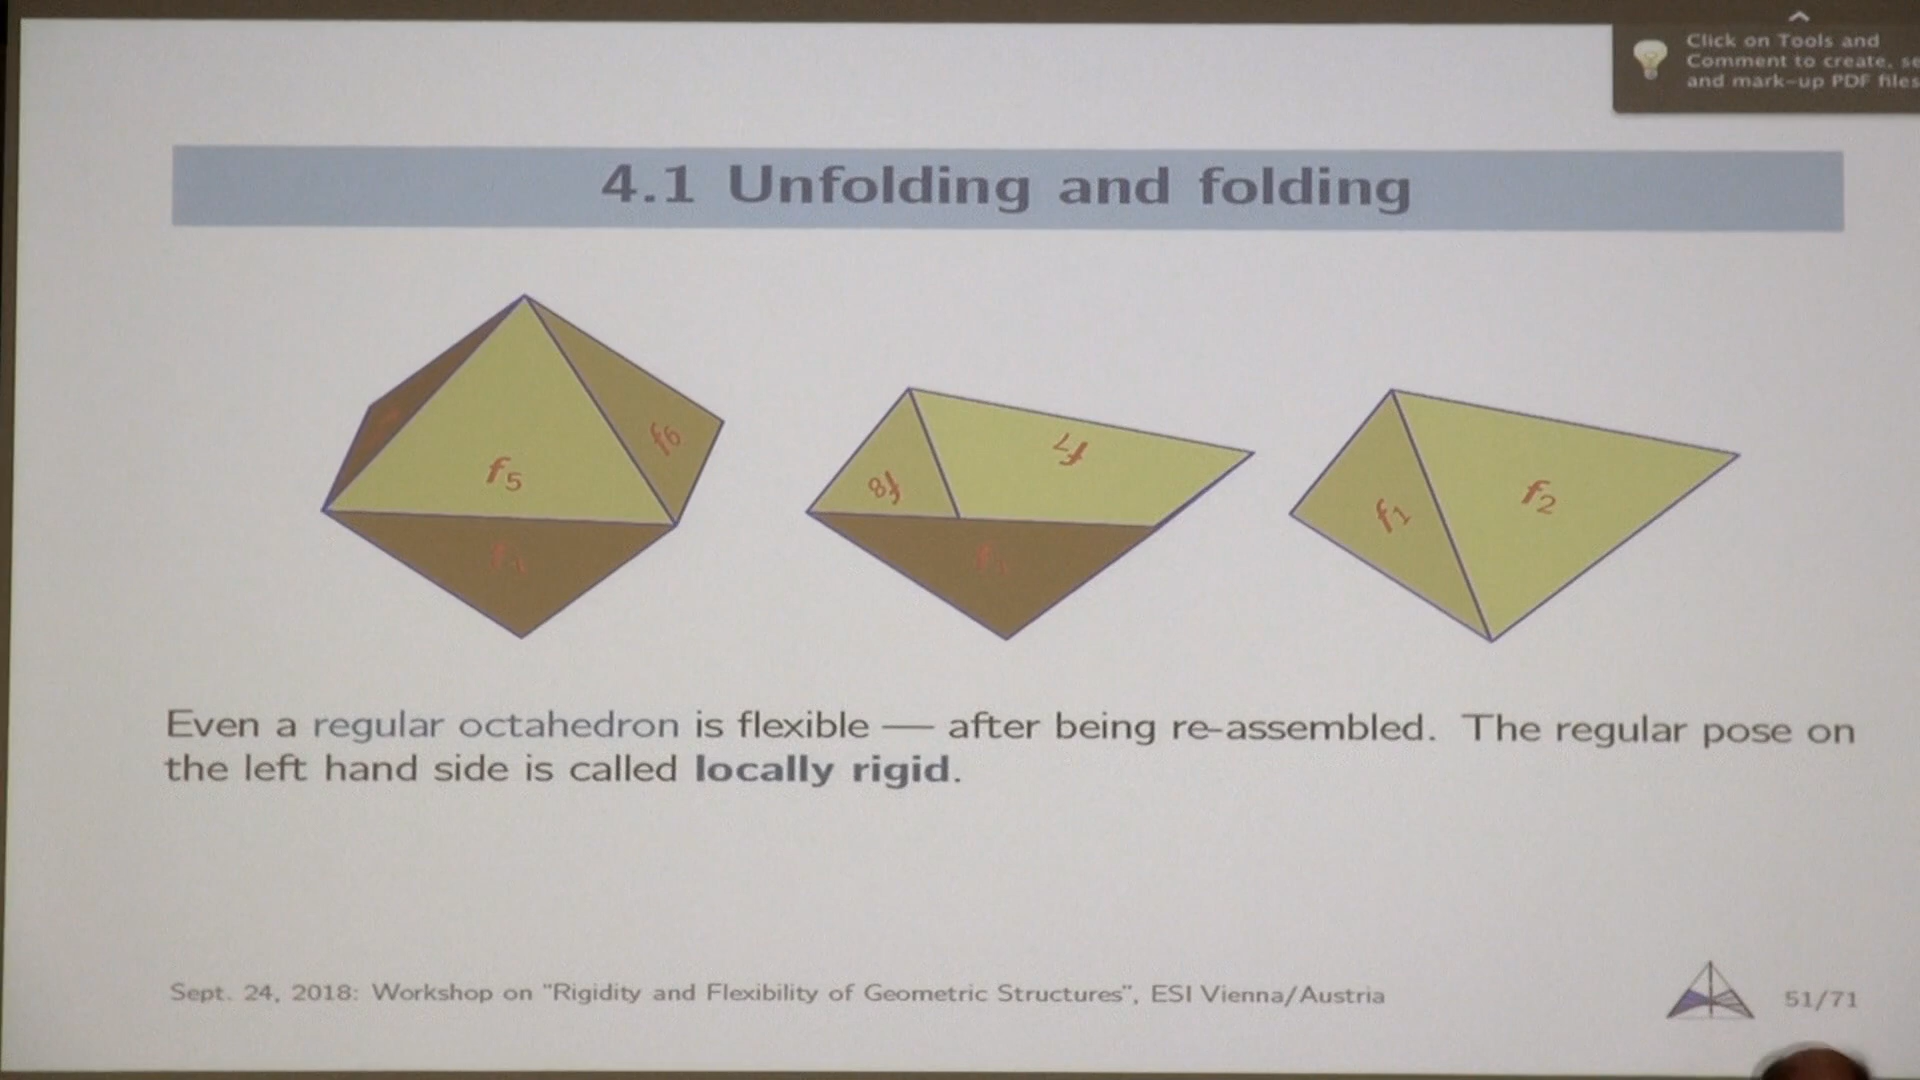 Click on Tools and
Comment to create, se
and mark-up PDF files
4.1 Unfolding and folding
f5
f6
f8
f7
f1
f2
Even a regular octahedron is flexible — after being re-assembled. The regular pose on
the left hand side is called locally rigid.
Sept. 24, 2018: Workshop on "Rigidity and Flexibility of Geometric Structures", ESI Vienna/Austria
51/71